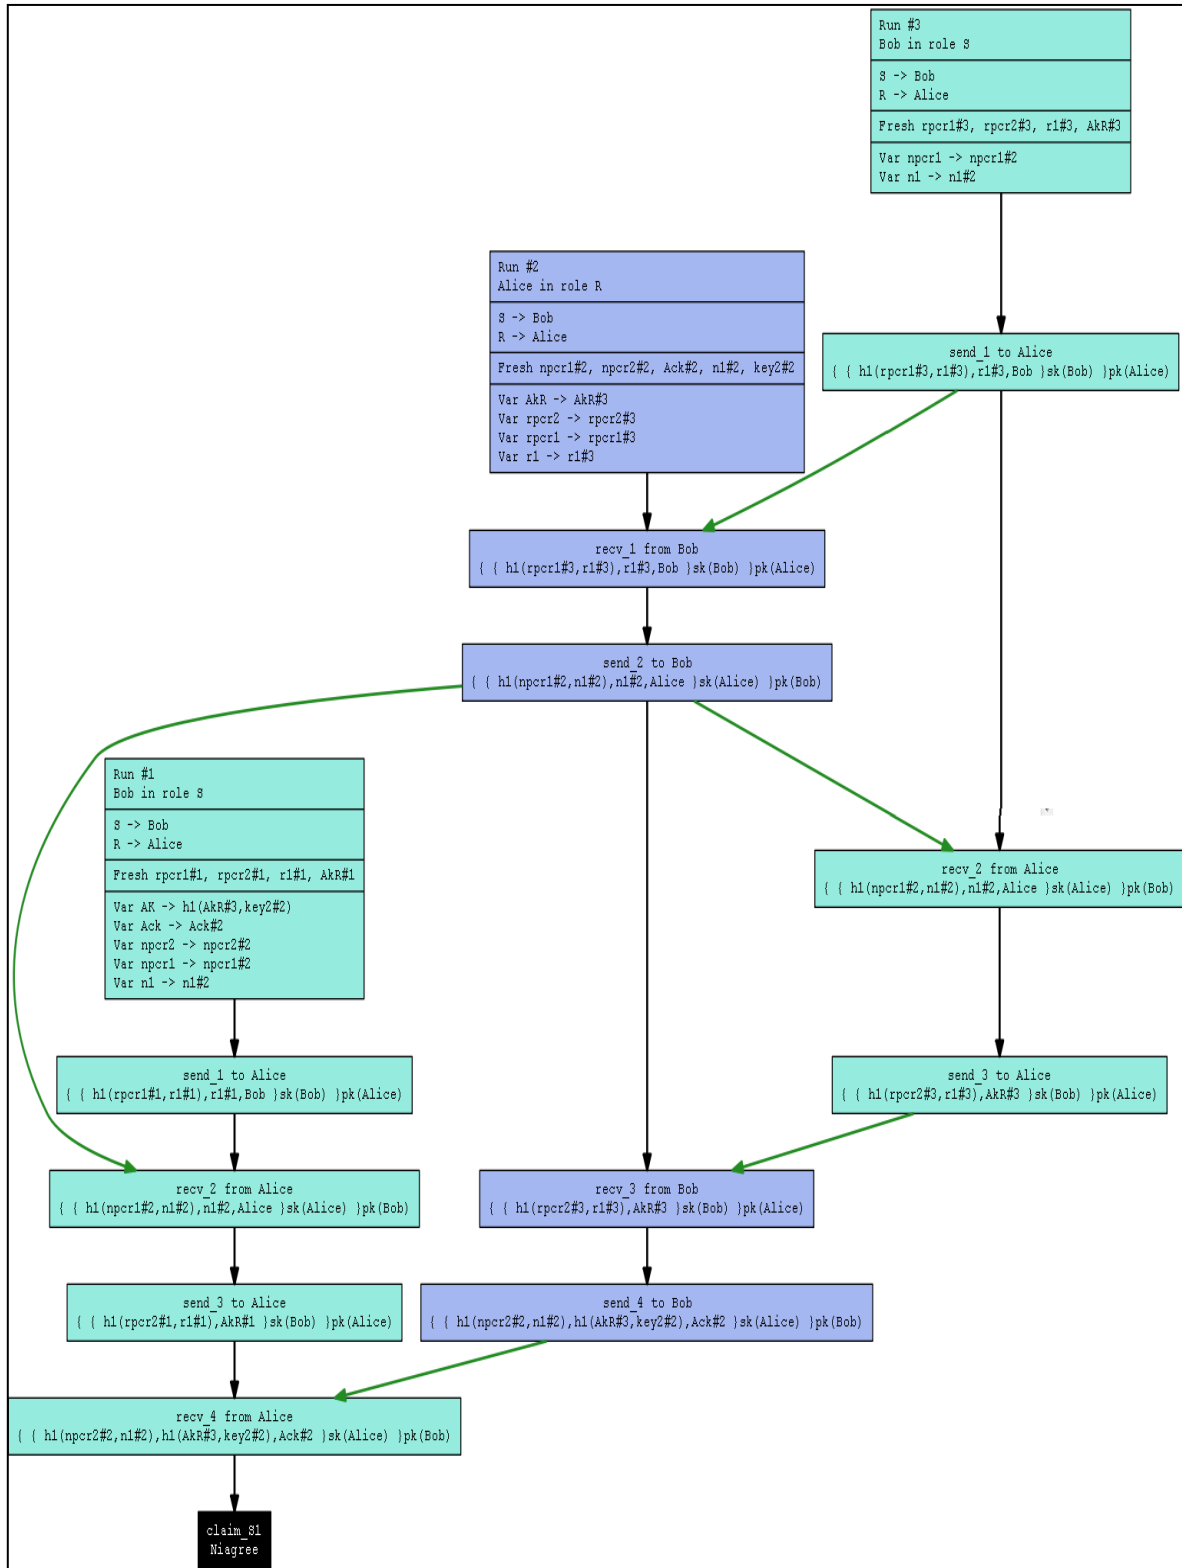 Run #3
Bob in role S
S -> Bob
R -> Alice
Fresh rpcr1#3, rpcr2#3, r1#3, AkR#3
Var npcr1 -> npcr1#2
Var n1 -> n1#2
Run #2
Alice in role R
S -> Bob
R -> Alice
Fresh npcr1#2, npcr2#2, Ack#2, n1#2, key2#2
Var AkR -> AkR#3
Var rpcr2 -> rpcr2#3
Var rpcr1 -> rpcr1#3
Var r1 -> r1#3
send_1 to Alice
{ { h1(rpcr1#3,r1#3),r1#3,Bob }sk(Bob) }pk(Alice)
recv_1 from Bob
{ { h1(rpcr1#3,r1#3),r1#3,Bob }sk(Bob) }pk(Alice)
send_2 to Bob
{ { h1(npcr1#2,n1#2),n1#2,Alice }sk(Alice) }pk(Bob)
Run #1
Bob in role S
S -> Bob
R -> Alice
Fresh rpcr1#1, rpcr2#1, r1#1, AkR#1
Var AK -> h1(AkR#3,key2#2)
Var Ack -> Ack#2
Var npcr2 -> npcr2#2
Var npcr1 -> npcr1#2
Var n1 -> n1#2
recv_2 from Alice
{ { h1(npcr1#2,n1#2),n1#2,Alice }sk(Alice) }pk(Bob)
send_1 to Alice
{ { h1(rpcr1#1,r1#1),r1#1,Bob }sk(Bob) }pk(Alice)
send_3 to Alice
{ { h1(rpcr2#3,r1#3),AkR#3 }sk(Bob) }pk(Alice)
recv_2 from Alice
{ { h1(npcr1#2,n1#2),n1#2,Alice }sk(Alice) }pk(Bob)
recv_3 from Bob
{ { h1(rpcr2#3,r1#3),AkR#3 }sk(Bob) }pk(Alice)
send_3 to Alice
{ { h1(rpcr2#1,r1#1),AkR#1 }sk(Bob) }pk(Alice)
send_4 to Bob
{ { h1(npcr2#2,n1#2),h1(AkR#3,key2#2),Ack#2 }sk(Alice) }pk(Bob)
recv_4 from Alice
{ { h1(npcr2#2,n1#2),h1(AkR#3,key2#2),Ack#2 }sk(Alice) }pk(Bob)
claim_S1
Niagree